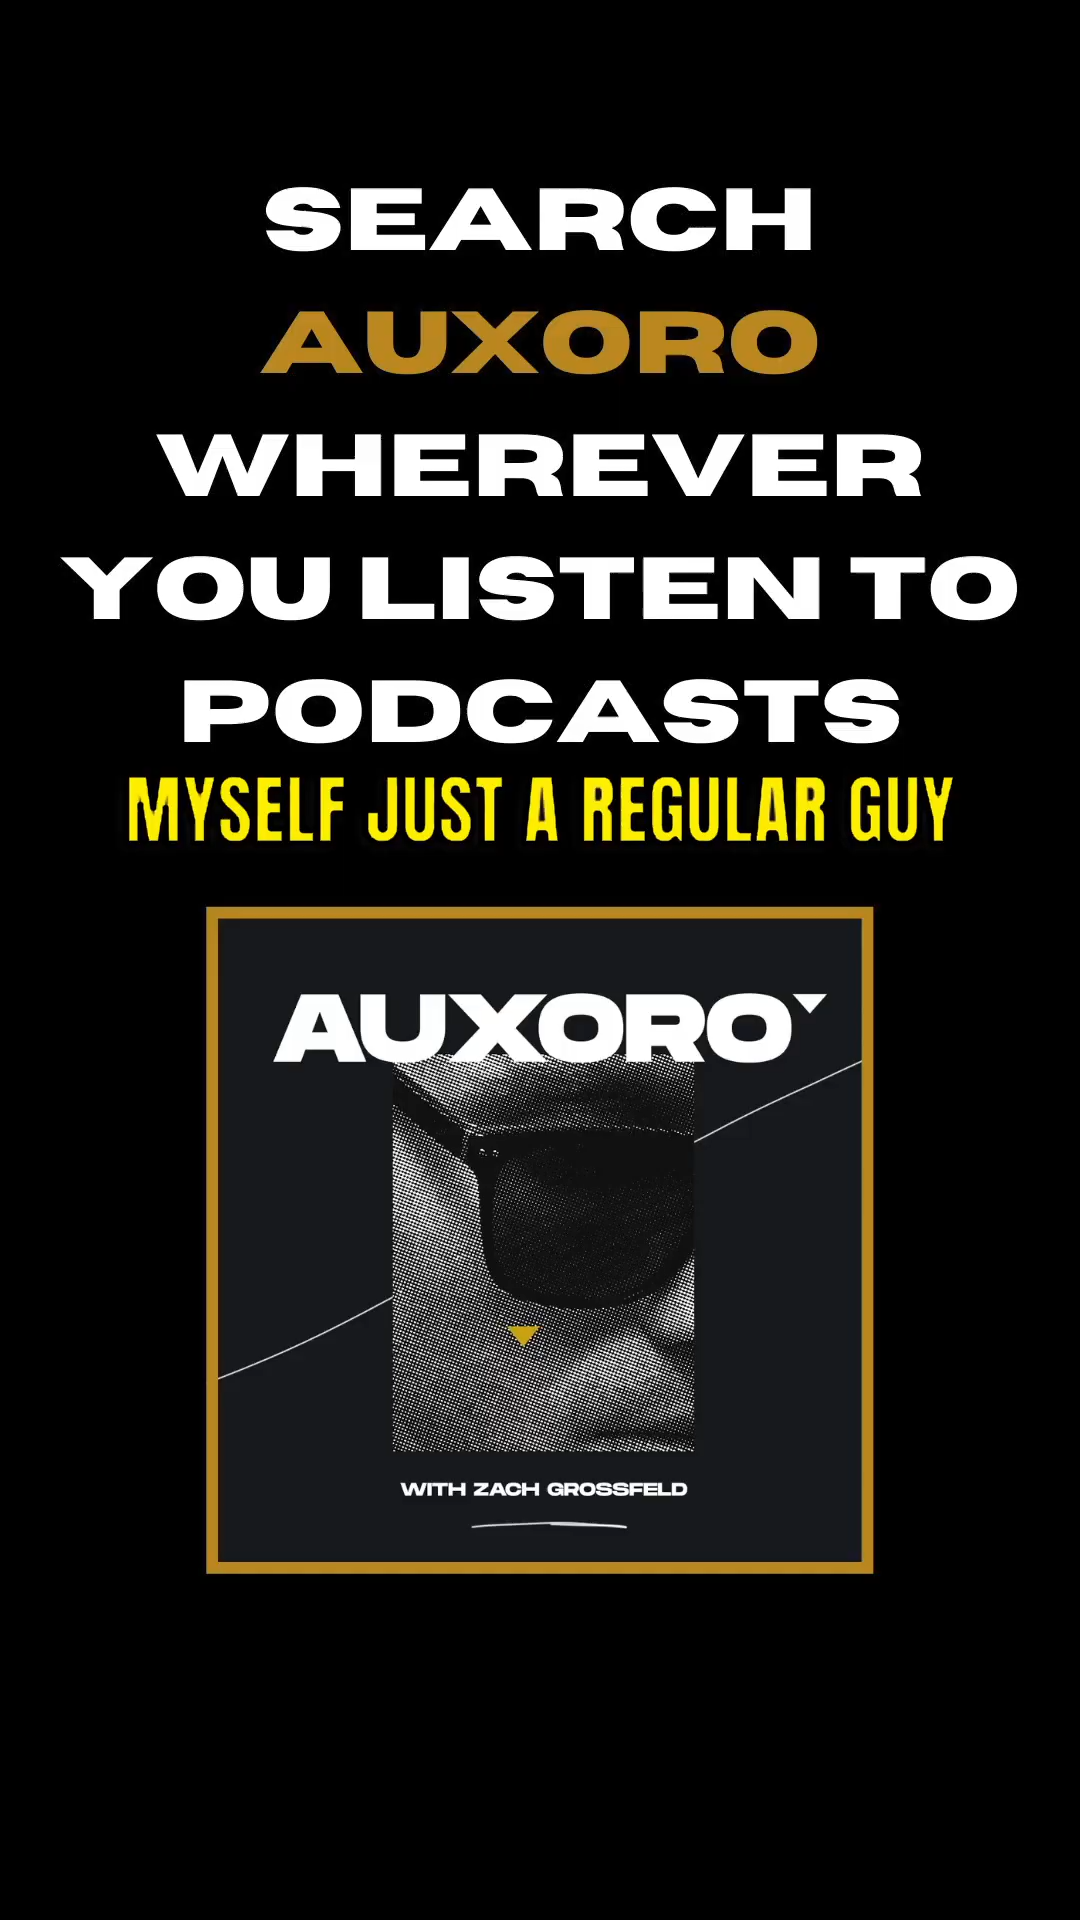 SEARCH
AUXORO
WHEREVER
YOU LISTEN TO
PODCASTS
MYSELF JUST A REGULAR GUY
AUXORO
WITH ZACH GROSSFELD